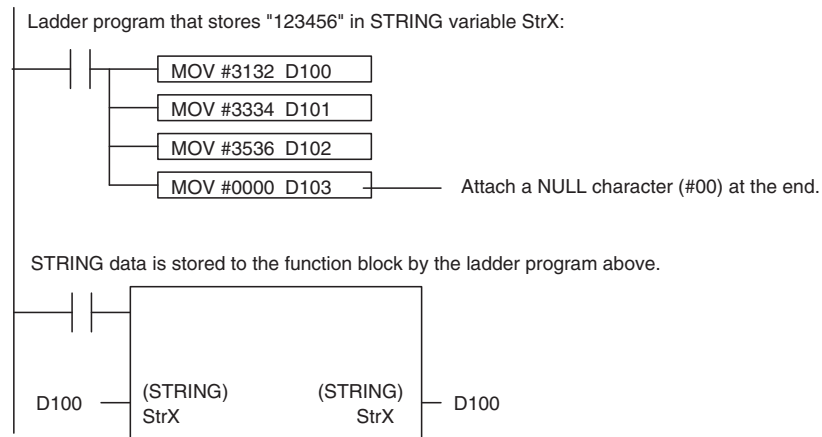 Ladder program that stores "123456" in STRING variable StrX:
MOV #3132 D100
MOV #3334 D101
MOV #3536 D102
MOV #0000 D103
Attach a NULL character (#00) at the end.
STRING data is stored to the function block by the ladder program above.
D100 (STRING) (STRING) D100
StrX StrX